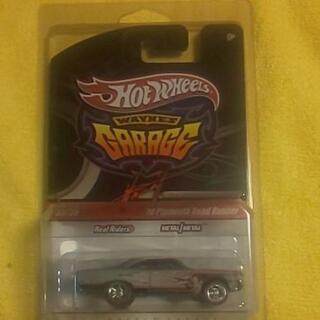 Hot Wheels
WAYNE'S
GARAGE
'70 Plymouth Road Runner
Real Riders
METAL/METAL